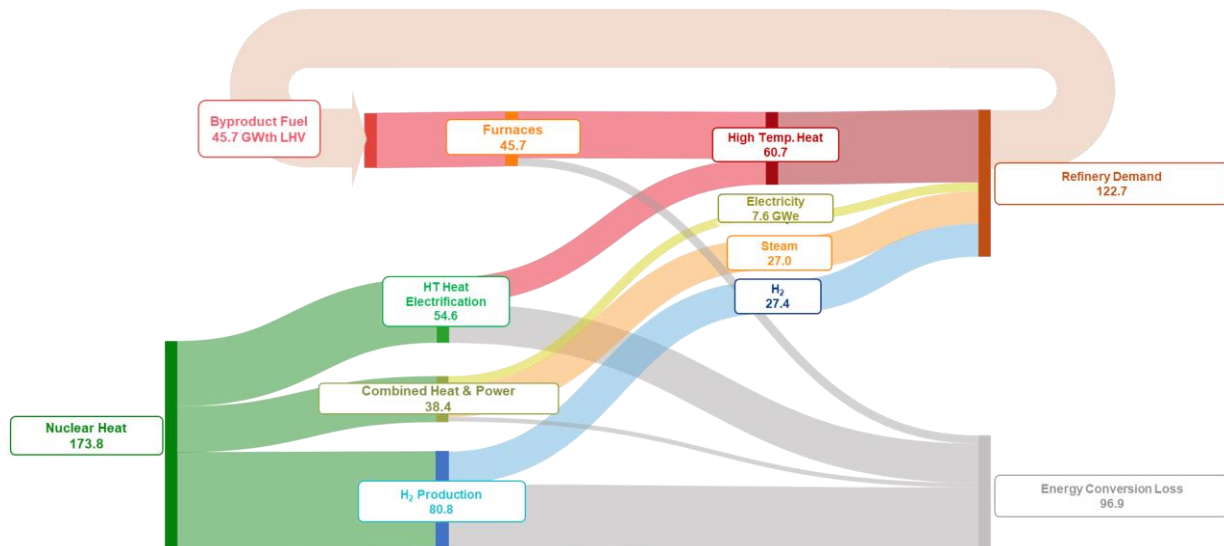 Byproduct Fuel
45.7 GWth LHV
Furnaces
45.7
High Temp. Heat
60.7
Refinery Demand
122.7
Electricity
7.6 GWe
Steam
27.0
HT Heat
Electrification
54.6
H₂
27.4
Combined Heat & Power
38.4
Nuclear Heat
173.8
H₂ Production
80.8
Energy Conversion Loss
96.9